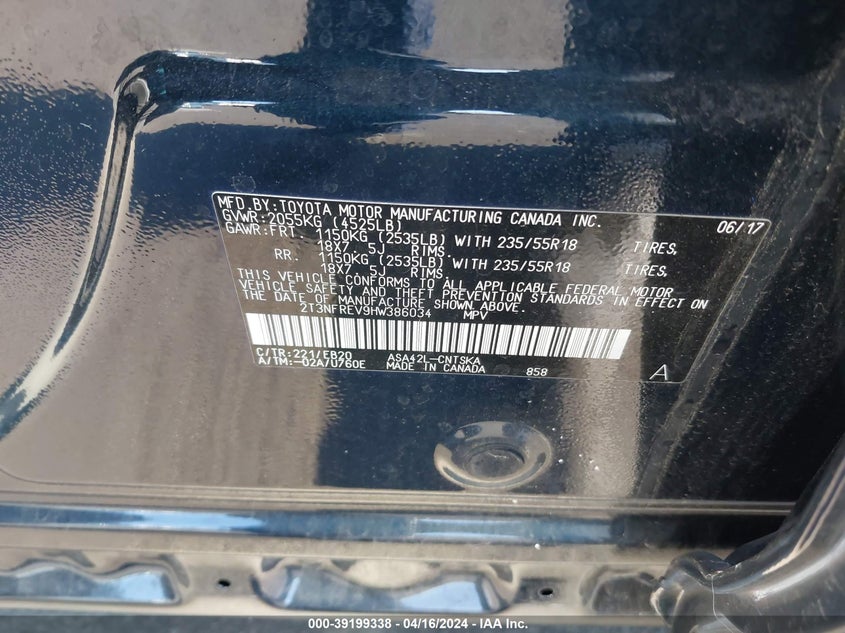 MFD.BY:TOYOTA MOTOR MANUFACTURING CANADA INC. 06/17
GVWR:2055KG (4525LB)
GAWR:FRT 1150KG (2535LB) WITH 235/55R18 TIRES,
18X7.5J RIMS.
RR. 1150KG (2535LB) WITH 235/55R18 TIRES,
18X7.5J RIMS.
THIS VEHICLE CONFORMS TO ALL APPLICABLE FEDERAL MOTOR
VEHICLE SAFETY AND THEFT PREVENTION STANDARDS IN EFFECT ON
THE DATE OF MANUFACTURE SHOWN ABOVE.
2T3NFREV9HW386034 MPV
C/TR:221/EB20 ASA42L-CNTSKA
A/TM:-02A/U760E MADE IN CANADA 858 A
000-39199338 - 04/16/2024 - IAA Inc.